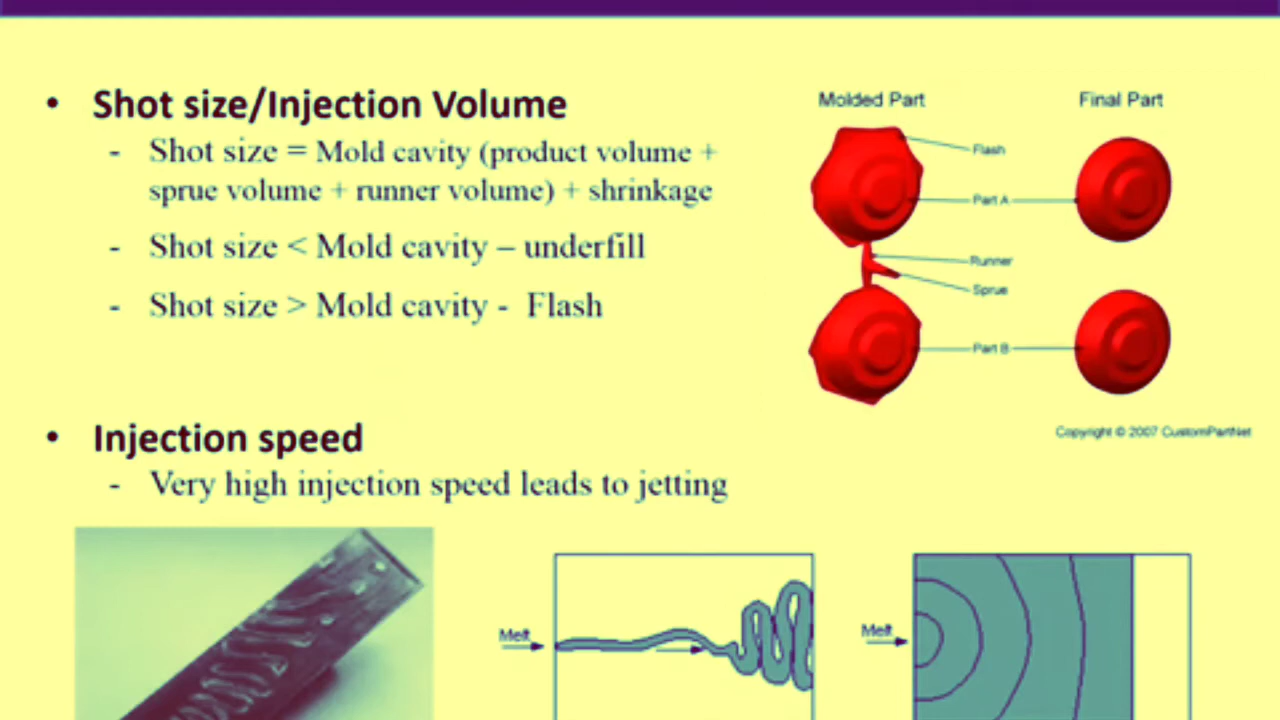 • Shot size/Injection Volume
- Shot size = Mold cavity (product volume +
sprue volume + runner volume) + shrinkage
- Shot size < Mold cavity – underfill
- Shot size > Mold cavity - Flash
Molded Part
Final Part
Flash
Part A
Runner
Sprue
Part B
Copyright © 2007 CustomPartNet
• Injection speed
- Very high injection speed leads to jetting
Melt
Melt